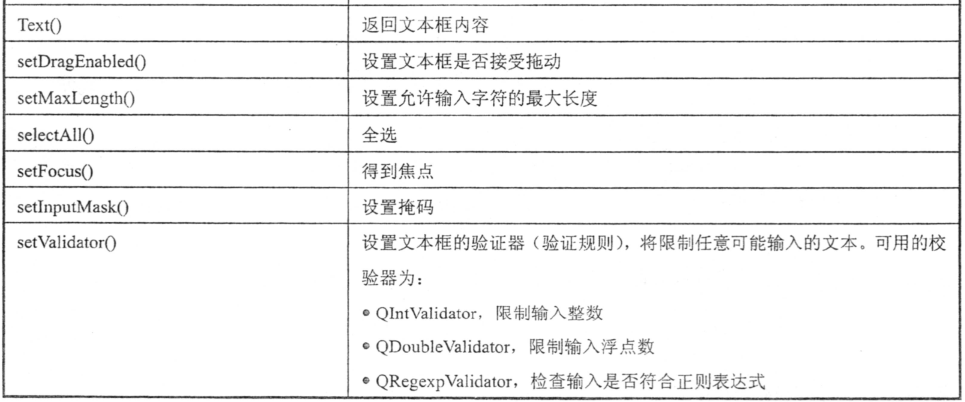 Text() 返回文本框内容
setDragEnabled() 设置文本框是否接受拖动
setMaxLength() 设置允许输入字符的最大长度
selectAll() 全选
setFocus() 得到焦点
setInputMask() 设置掩码
setValidator() 设置文本框的验证器（验证规则），将限制任意可能输入的文本。可用的校
验器为：
● QIntValidator，限制输入整数
● QDoubleValidator，限制输入浮点数
● QRegexpValidator，检查输入是否符合正则表达式